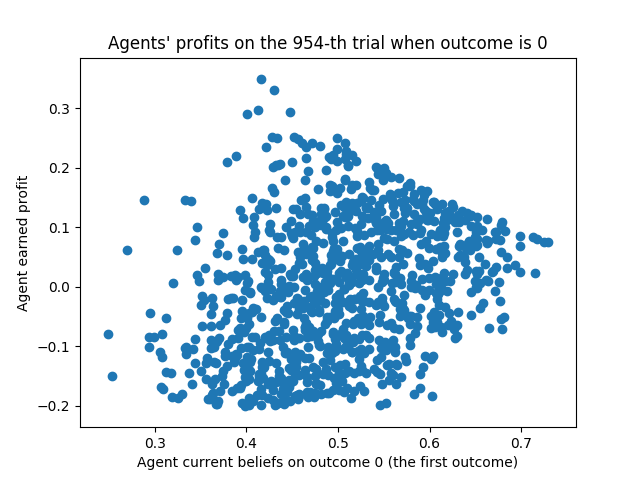 Agents' profits on the 954-th trial when outcome is 0
Agent earned profit
0.3
0.2
0.1
0.0
−0.1
−0.2
0.3 0.4 0.5 0.6 0.7
Agent current beliefs on outcome 0 (the first outcome)